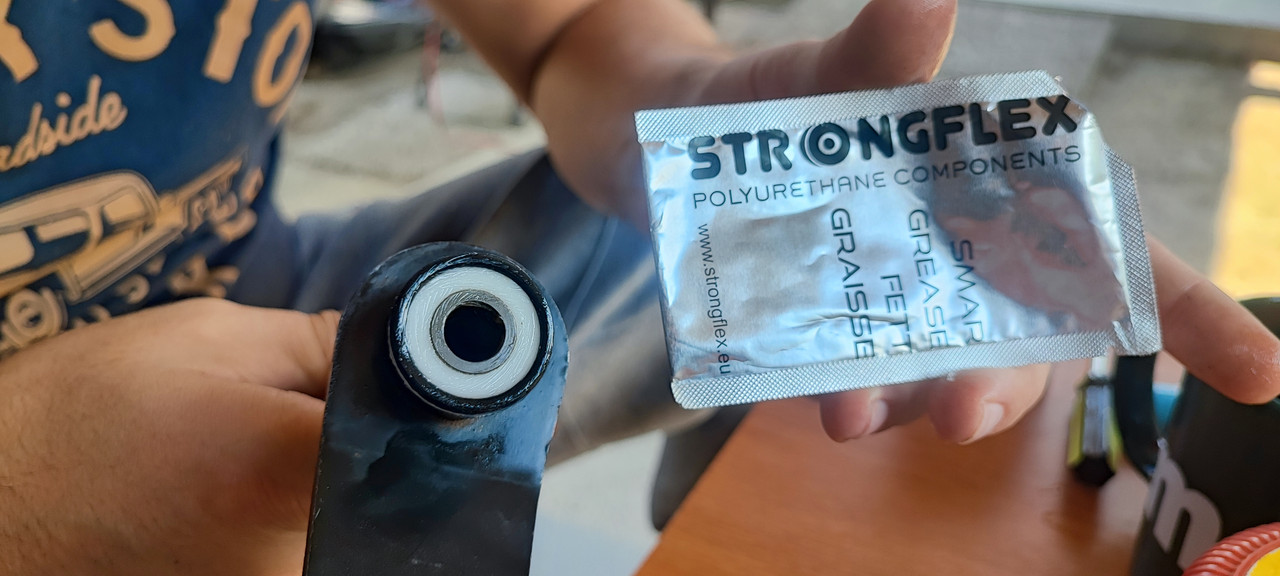 STRONGFLEX
POLYURETHANE COMPONENTS
www.strongflex.eu
GRAISSE
FETT
GREASE
SMAR
m